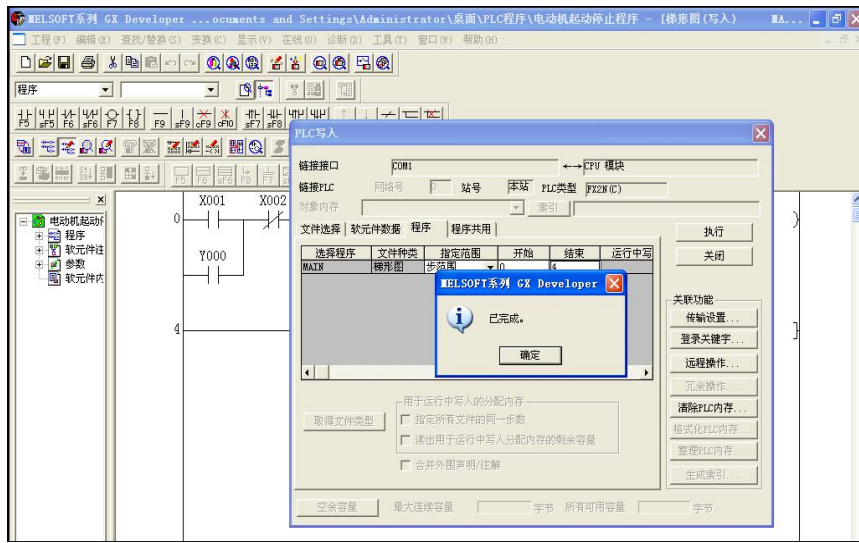 MELSOFT系列 GX Developer ...ocuments and Settings\Administrator\桌面\PLC程序\电动机起动停止程序 - [梯形图(写入) MA...
工程(F) 编辑(E) 查找/替换(S) 变换(C) 显示(V) 在线(O) 诊断(D) 工具(T) 窗口(W) 帮助(H)
程序
F5 sF5 F6 sF6 F7 F8 F9 sF9 cF9 cF10 sF7 sF8
PLC写入
链接接口 COM1 CPU 模块
链接PLC 网络号 0 站号 本站 PLC类型 FX2N(C)
对象内存 索引
文件选择 软元件数据 程序 程序共用
执行
关闭
选择程序 文件种类 指定范围 开始 结束 运行中写
MAIN 梯形图 步范围 0 4
MELSOFT系列 GX Developer
已完成。
确定
关联功能
传输设置...
登录关键字...
远程操作...
冗余操作...
清除PLC内存...
格式化PLC内存...
整理PLC内存...
生成索引...
取得文件类型
用于运行中写入的分配内存
指定所有文件的同一步数
读出用于运行中写入分配内存的剩余容量
合并外围声明/注解
空余容量 最大连续容量 字节 所有可用容量 字节
电动机起动
程序
软元件注
参数
软元件内
X001 X002
0
Y000
4